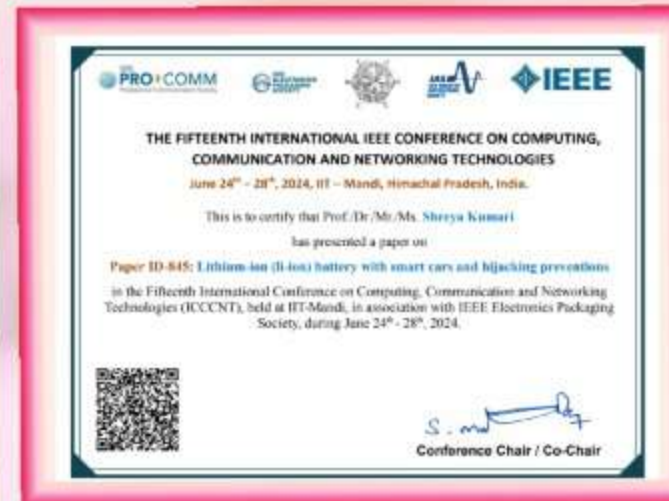 PRO COMM
IEEE
THE FIFTEENTH INTERNATIONAL IEEE CONFERENCE ON COMPUTING,
COMMUNICATION AND NETWORKING TECHNOLOGIES
June 24th - 28th, 2024, IIT – Mandi, Himachal Pradesh, India.
This is to certify that Prof./Dr./Mr./Ms. Shreya Kumari
has presented a paper on
Paper ID-845: Lithium-ion (li-ion) battery with smart cars and hijacking preventions
in the Fifteenth International Conference on Computing, Communication and Networking
Technologies (ICCCNT), held at IIT-Mandi, in association with IEEE Electronics Packaging
Society, during June 24th - 28th, 2024.
Conference Chair / Co-Chair